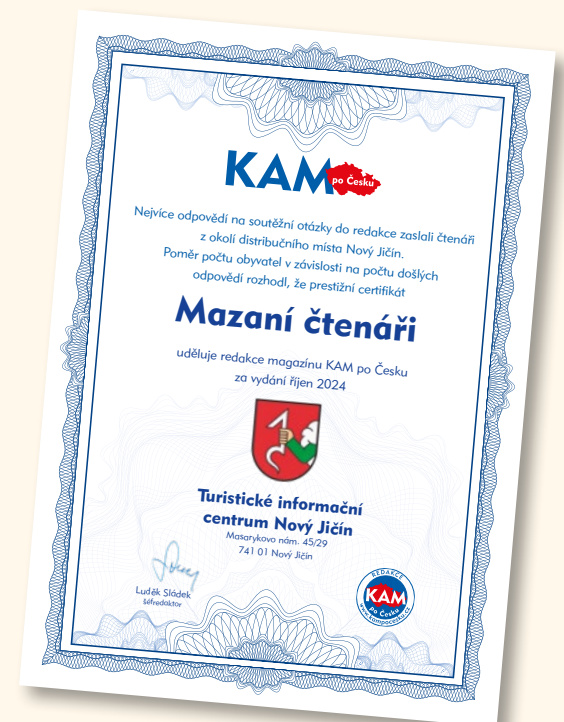 KAM
po Česku
Nejvíce odpovědí na soutěžní otázky do redakce zaslali čtenáři
z okolí distribučního místa Nový Jičín.
Poměr počtu obyvatel v závislosti na počtu došlých
odpovědí rozhodl, že prestižní certifikát
Mazaní čtenáři
uděluje redakce magazínu KAM po Česku
za vydání říjen 2024
Turistické informační
centrum Nový Jičín
Masarykovo nám. 45/29
741 01 Nový Jičín
Luděk Sládek
šéfredaktor
REDAKCE
KAM
po Česku
www.kampocesku.cz